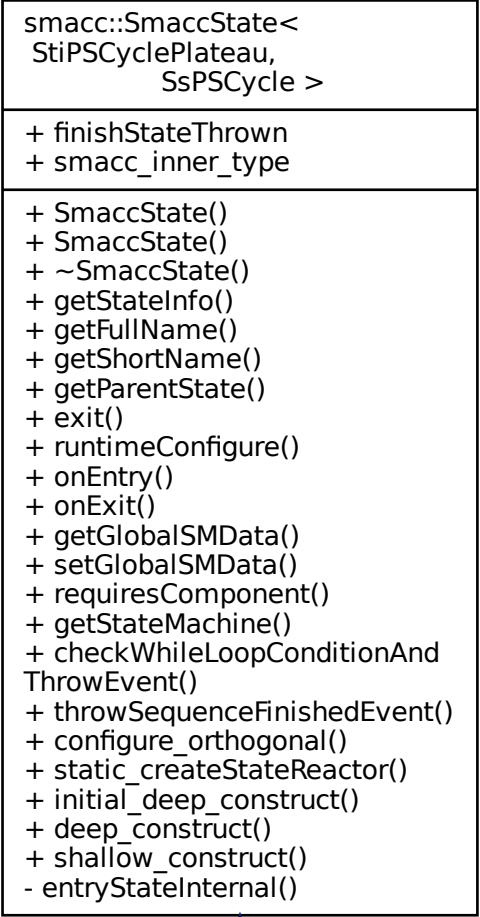 smacc::SmaccState<
StiPSCyclePlateau,
SsPSCycle >
+ finishStateThrown
+ smacc_inner_type
+ SmaccState()
+ SmaccState()
+ ~SmaccState()
+ getStateInfo()
+ getFullName()
+ getShortName()
+ getParentState()
+ exit()
+ runtimeConfigure()
+ onEntry()
+ onExit()
+ getGlobalSMData()
+ setGlobalSMData()
+ requiresComponent()
+ getStateMachine()
+ checkWhileLoopConditionAnd
ThrowEvent()
+ throwSequenceFinishedEvent()
+ configure_orthogonal()
+ static_createStateReactor()
+ initial_deep_construct()
+ deep_construct()
+ shallow_construct()
- entryStateInternal()